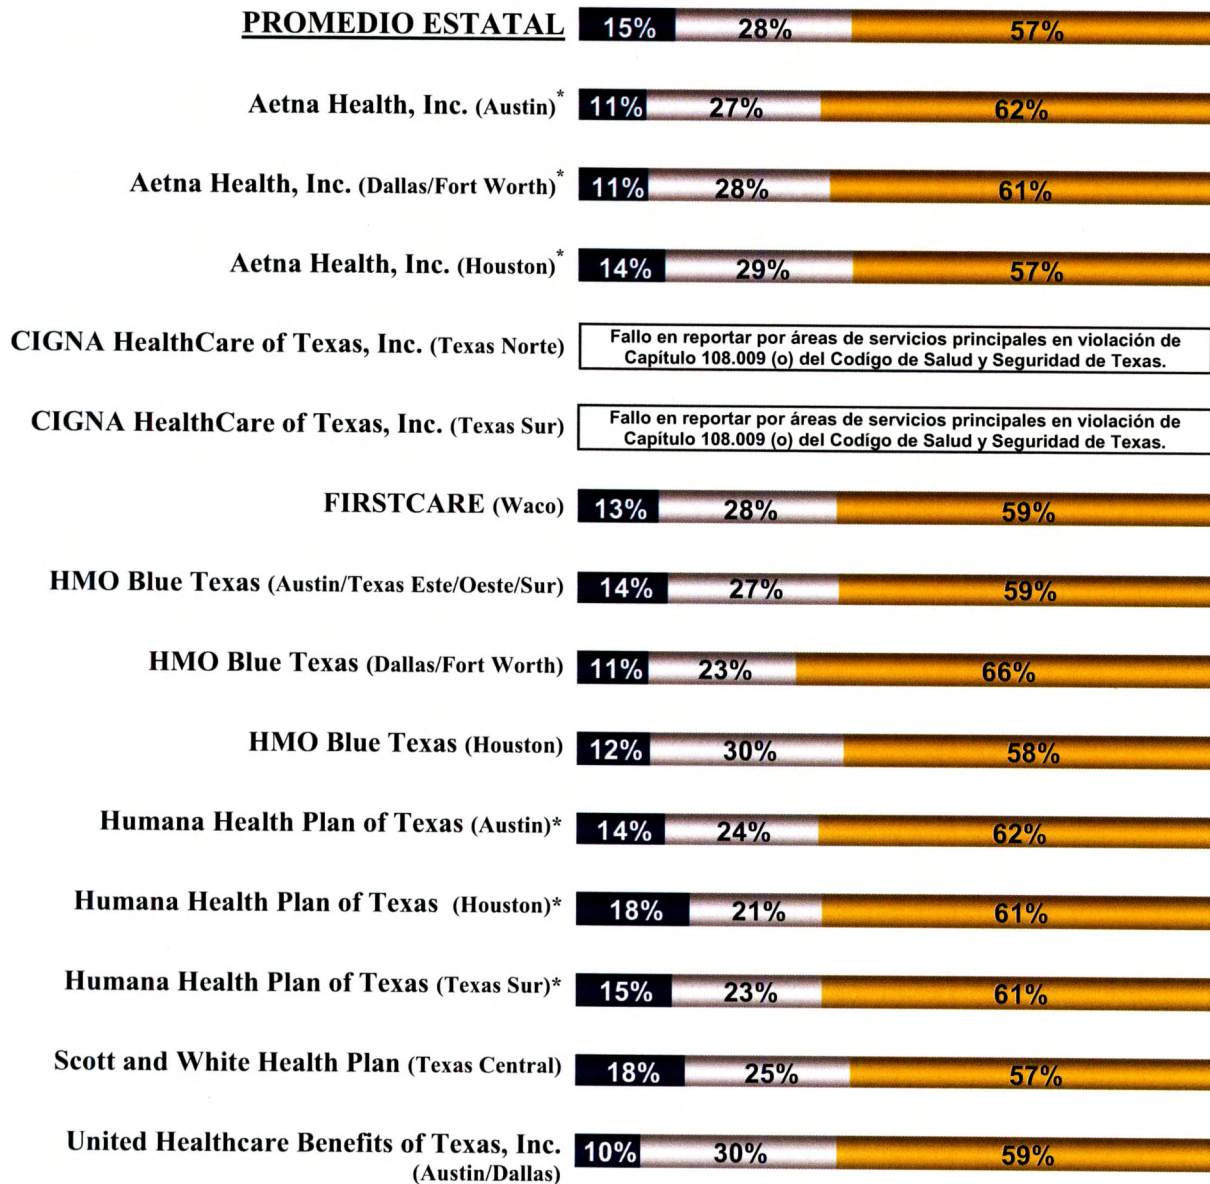 PROMEDIO ESTATAL 15% 28% 57%
Aetna Health, Inc. (Austin)* 11% 27% 62%
Aetna Health, Inc. (Dallas/Fort Worth)* 11% 28% 61%
Aetna Health, Inc. (Houston)* 14% 29% 57%
CIGNA HealthCare of Texas, Inc. (Texas Norte)
Fallo en reportar por áreas de servicios principales en violación de
Capítulo 108.009 (o) del Codígo de Salud y Seguridad de Texas.
CIGNA HealthCare of Texas, Inc. (Texas Sur)
Fallo en reportar por áreas de servicios principales en violación de
Capítulo 108.009 (o) del Codígo de Salud y Seguridad de Texas.
FIRSTCARE (Waco) 13% 28% 59%
HMO Blue Texas (Austin/Texas Este/Oeste/Sur) 14% 27% 59%
HMO Blue Texas (Dallas/Fort Worth) 11% 23% 66%
HMO Blue Texas (Houston) 12% 30% 58%
Humana Health Plan of Texas (Austin)* 14% 24% 62%
Humana Health Plan of Texas (Houston)* 18% 21% 61%
Humana Health Plan of Texas (Texas Sur)* 15% 23% 61%
Scott and White Health Plan (Texas Central) 18% 25% 57%
United Healthcare Benefits of Texas, Inc. 10% 30% 59%
(Austin/Dallas)